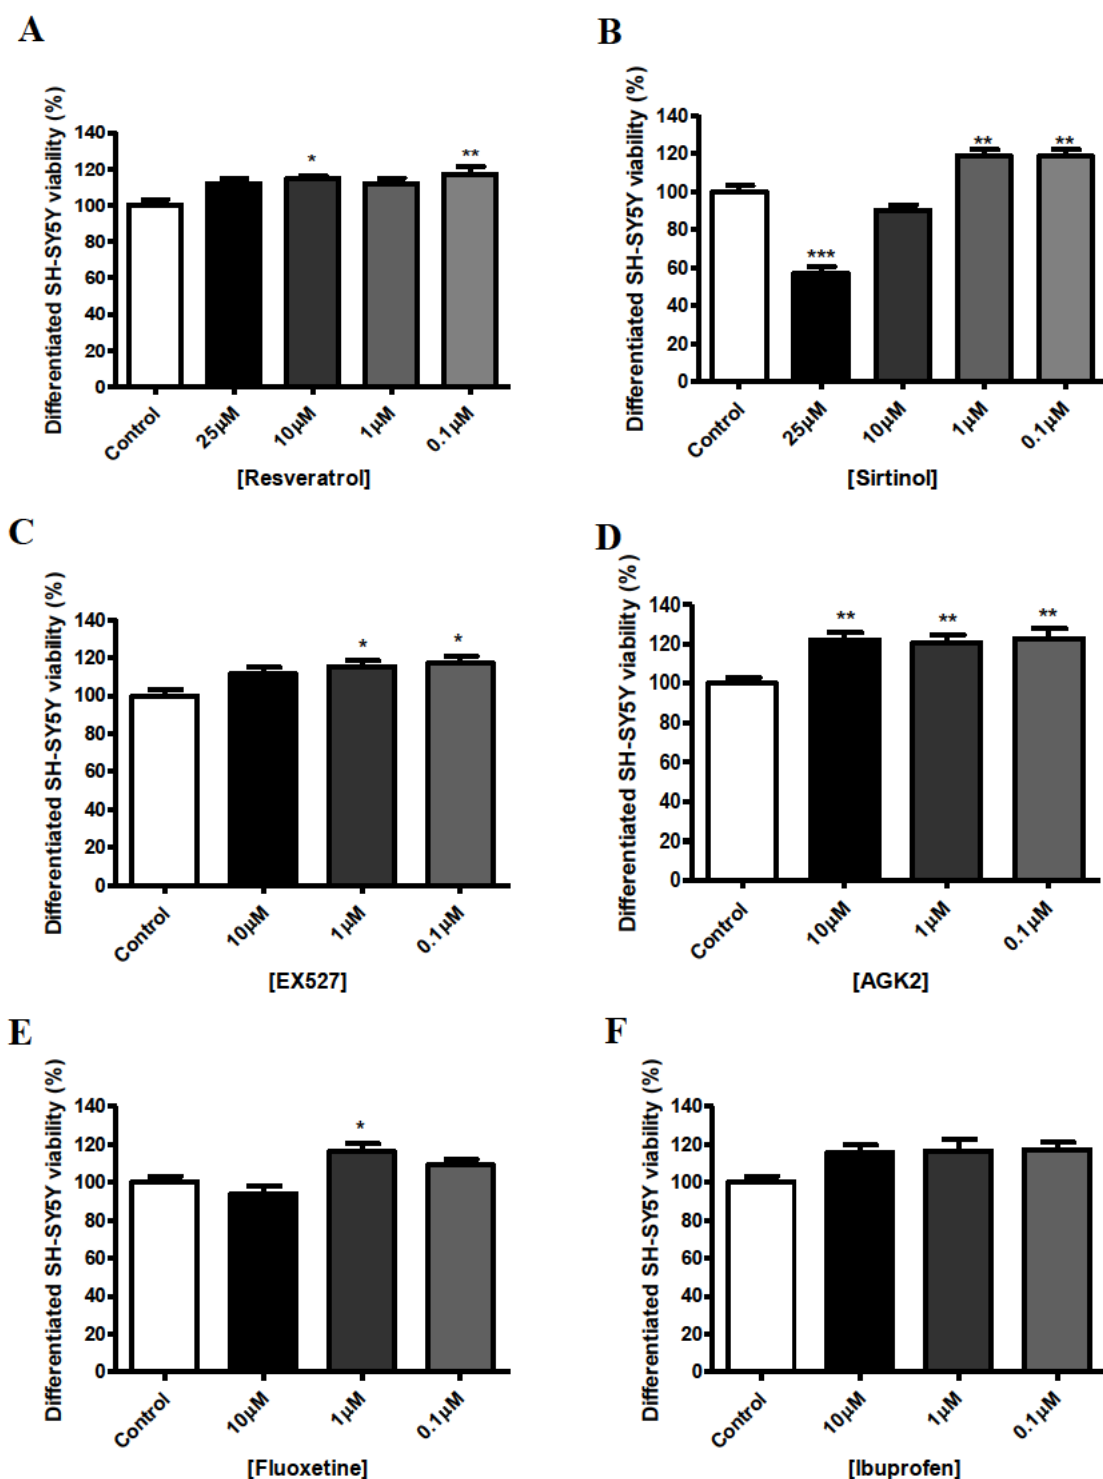 A
Differentiated SH-SY5Y viability (%)
140
120
100
80
60
40
20
0
*
**
Control
25µM
10µM
1µM
0.1µM
[Resveratrol]
B
Differentiated SH-SY5Y viability (%)
140
120
100
80
60
40
20
0
***
**
**
Control
25µM
10µM
1µM
0.1µM
[Sirtinol]
C
Differentiated SH-SY5Y viability (%)
140
120
100
80
60
40
20
0
*
*
Control
10µM
1µM
0.1µM
[EX527]
D
Differentiated SH-SY5Y viability (%)
140
120
100
80
60
40
20
0
**
**
**
Control
10µM
1µM
0.1µM
[AGK2]
E
Differentiated SH-SY5Y viability (%)
140
120
100
80
60
40
20
0
*
Control
10µM
1µM
0.1µM
[Fluoxetine]
F
Differentiated SH-SY5Y viability (%)
140
120
100
80
60
40
20
0
Control
10µM
1µM
0.1µM
[Ibuprofen]